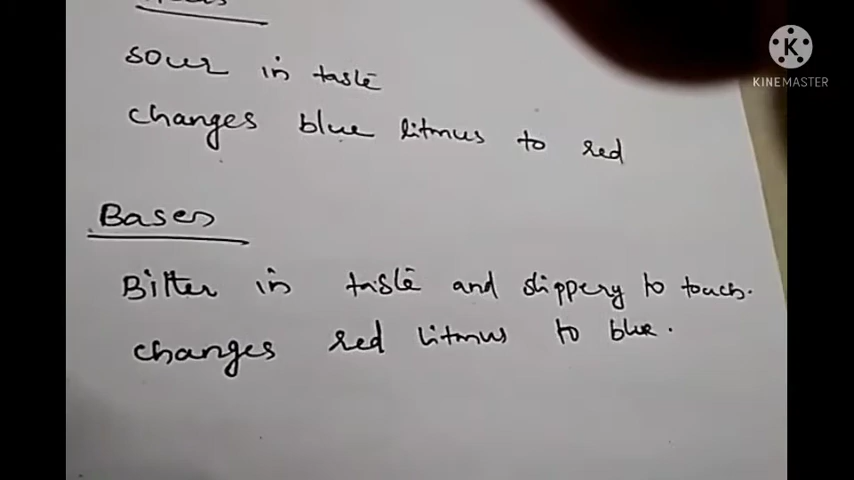 sour in taste
changes blue litmus to red
Bases
Bitter in taste and slippery to touch.
changes red litmus to blue.
K
KINEMASTER